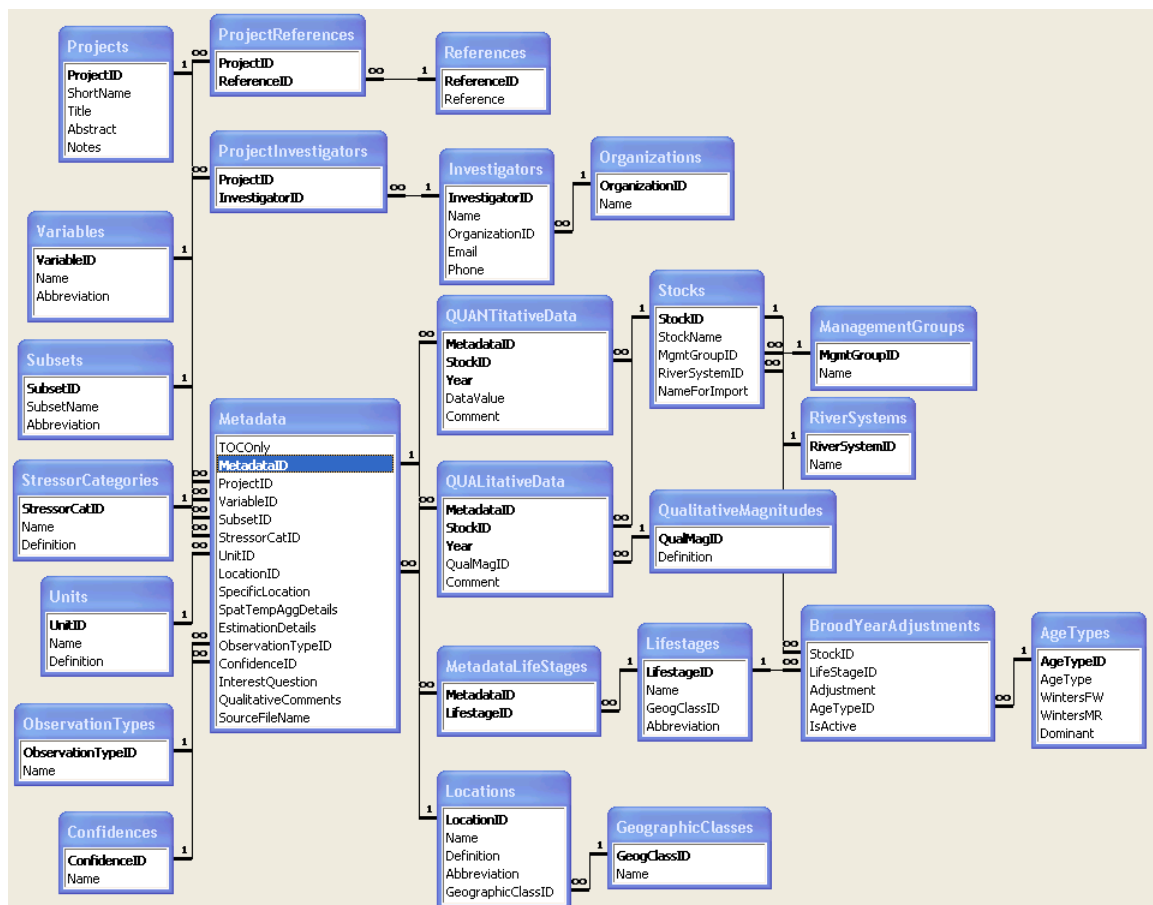 Projects
ProjectID
ShortName
Title
Abstract
Notes
ProjectReferences
ProjectID
ReferenceID
References
ReferenceID
Reference
ProjectInvestigators
ProjectID
InvestigatorID
Investigators
InvestigatorID
Name
OrganizationID
Email
Phone
Organizations
OrganizationID
Name
Variables
VariableID
Name
Abbreviation
Subsets
SubsetID
SubsetName
Abbreviation
StressorCategories
StressorCatID
Name
Definition
Units
UnitID
Name
Definition
ObservationTypes
ObservationTypeID
Name
Confidences
ConfidenceID
Name
Metadata
TOCOnly
MetadataID
ProjectID
VariableID
SubsetID
StressorCatID
UnitID
LocationID
SpecificLocation
SpatTempAggDetails
EstimationDetails
ObservationTypeID
ConfidenceID
InterestQuestion
QualitativeComments
SourceFileName
QUANTitativeData
MetadataID
StockID
Year
DataValue
Comment
QUALitativeData
MetadataID
StockID
Year
QualMagID
Comment
MetadataLifeStages
MetadataID
LifestageID
Locations
LocationID
Name
Definition
Abbreviation
GeographicClassID
Stocks
StockID
StockName
MgmtGroupID
RiverSystemID
NameForImport
ManagementGroups
MgmtGroupID
Name
RiverSystems
RiverSystemID
Name
QualitativeMagnitudes
QualMagID
Definition
Lifestages
LifestageID
Name
GeogClassID
Abbreviation
BroodYearAdjustments
StockID
LifeStageID
Adjustment
AgeTypeID
IsActive
AgeTypes
AgeTypeID
AgeType
WintersFW
WintersMR
Dominant
GeographicClasses
GeogClassID
Name